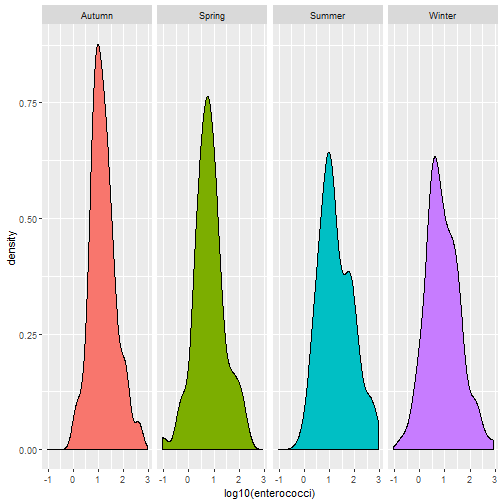 Autumn Spring Summer Winter
density
0.75
0.50
0.25
0.00
-1 0 1 2 3 -1 0 1 2 3 -1 0 1 2 3 -1 0 1 2 3
log10(enterococci)